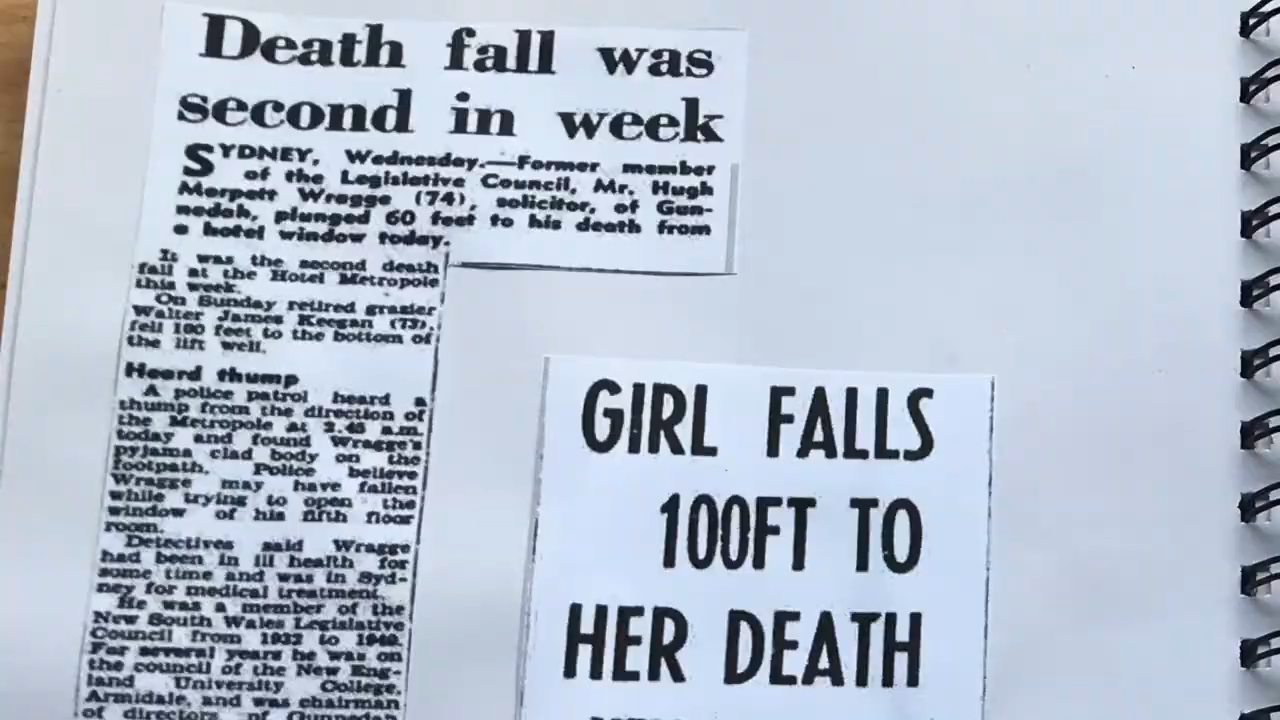 Death fall was
second in week
SYDNEY, Wednesday.—Former member
of the Legislative Council, Mr. Hugh
Morpett Wragge (74), solicitor, of Gun-
nedah, plunged 60 feet to his death from
a hotel window today.
It was the second death
fall at the Hotel Metropole
this week.
On Sunday retired grazier
Walter James Keegan (73),
fell 100 feet to the bottom of
the lift well.
Heard thump
A police patrol heard a
thump from the direction of
the Metropole at 2.45 a.m.
today and found Wragge's
pyjama clad body on the
footpath. Police believe
Wragge may have fallen
while trying to open the
window of his fifth floor
room.
Detectives said Wragge
had been in ill health for
some time and was in Syd-
ney for medical treatment.
He was a member of the
New South Wales Legislative
Council from 1932 to
For several years he was on
the council of the New Eng-
land University College,
Armidale, and was chairman
of directors of Gunnedah
GIRL FALLS
100FT TO
HER DEATH